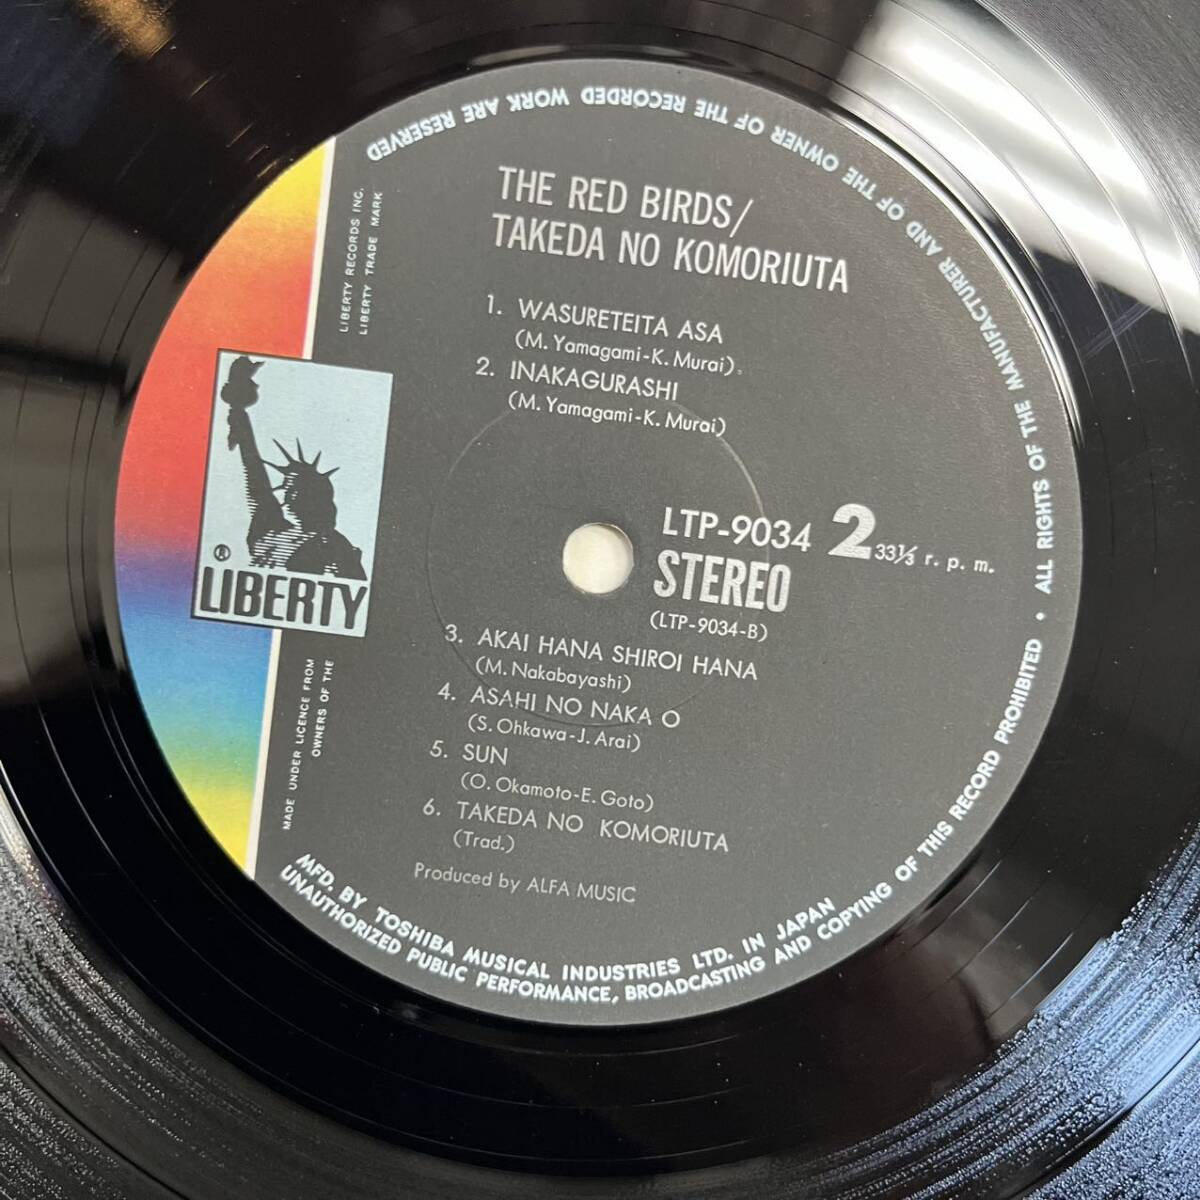 THE RED BIRDS/
TAKEDA NO KOMORIUTA
1. WASURETEITA ASA
(M. Yamagami-K. Murai)
2. INAKAGURASHI
(M. Yamagami-K. Murai)
LTP-9034 2 33⅓ r. p. m.
STEREO
(LTP-9034-B)
3. AKAI HANA SHIROI HANA
(M. Nakabayashi)
4. ASAHI NO NAKA O
(S. Ohkawa-J. Arai)
5. SUN
(O. Okamoto-E. Goto)
6. TAKEDA NO KOMORIUTA
(Trad.)
Produced by ALFA MUSIC
LIBERTY RECORDS INC.
LIBERTY TRADE MARK
®
LIBERTY
MADE UNDER LICENCE FROM
OWNERS OF THE
MFD. BY TOSHIBA MUSICAL INDUSTRIES LTD. IN JAPAN
UNAUTHORIZED PUBLIC PERFORMANCE, BROADCASTING AND COPYING OF THIS RECORD PROHIBITED • ALL RIGHTS OF THE MANUFACTURER AND OF THE OWNER OF THE RECORDED WORK ARE RESERVED